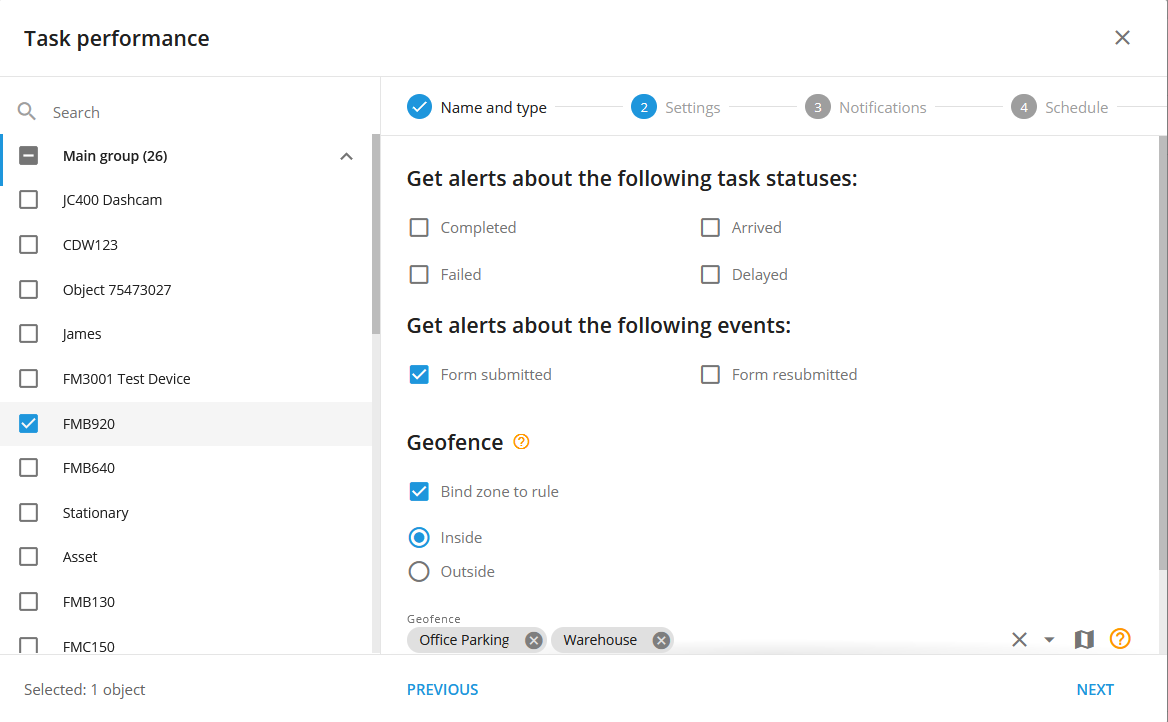 Task performance
Search
Main group (26)
JC400 Dashcam
CDW123
Object 75473027
James
FM3001 Test Device
FMB920
FMB640
Stationary
Asset
FMB130
FMC150
Selected: 1 object
Name and type
2 Settings
3 Notifications
4 Schedule
Get alerts about the following task statuses:
Completed
Arrived
Failed
Delayed
Get alerts about the following events:
Form submitted
Form resubmitted
Geofence
Bind zone to rule
Inside
Outside
Geofence
Office Parking
Warehouse
PREVIOUS
NEXT